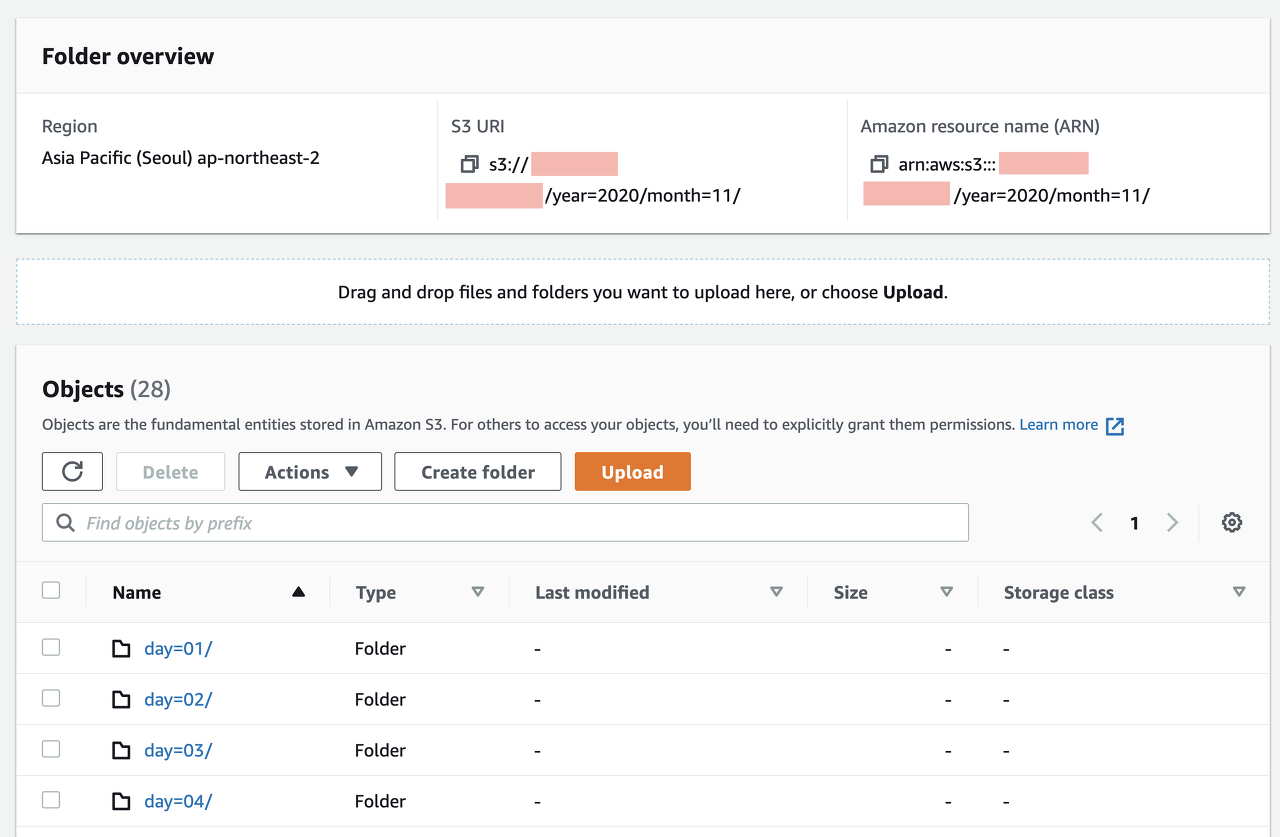 Folder overview
Region
Asia Pacific (Seoul) ap-northeast-2
S3 URI
s3://
/year=2020/month=11/
Amazon resource name (ARN)
arn:aws:s3:::
/year=2020/month=11/
Drag and drop files and folders you want to upload here, or choose Upload.
Objects (28)
Objects are the fundamental entities stored in Amazon S3. For others to access your objects, you'll need to explicitly grant them permissions. Learn more
Delete Actions Create folder Upload
Find objects by prefix 1
Name Type Last modified Size Storage class
day=01/ Folder - - -
day=02/ Folder - - -
day=03/ Folder - - -
day=04/ Folder - - -